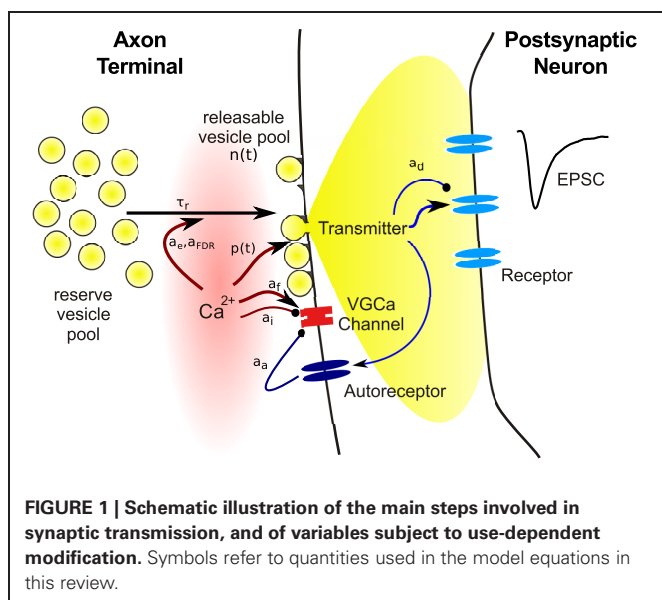 Axon
Terminal
Postsynaptic
Neuron
releasable
vesicle pool
n(t)
a_d
EPSC
τ_r
Transmitter
a_e,a_FDR
p(t)
Receptor
reserve
vesicle
pool
Ca²⁺
a_f
a_i
VGCa
Channel
a_a
Autoreceptor
FIGURE 1 | Schematic illustration of the main steps involved in
synaptic transmission, and of variables subject to use-dependent
modification. Symbols refer to quantities used in the model equations in
this review.